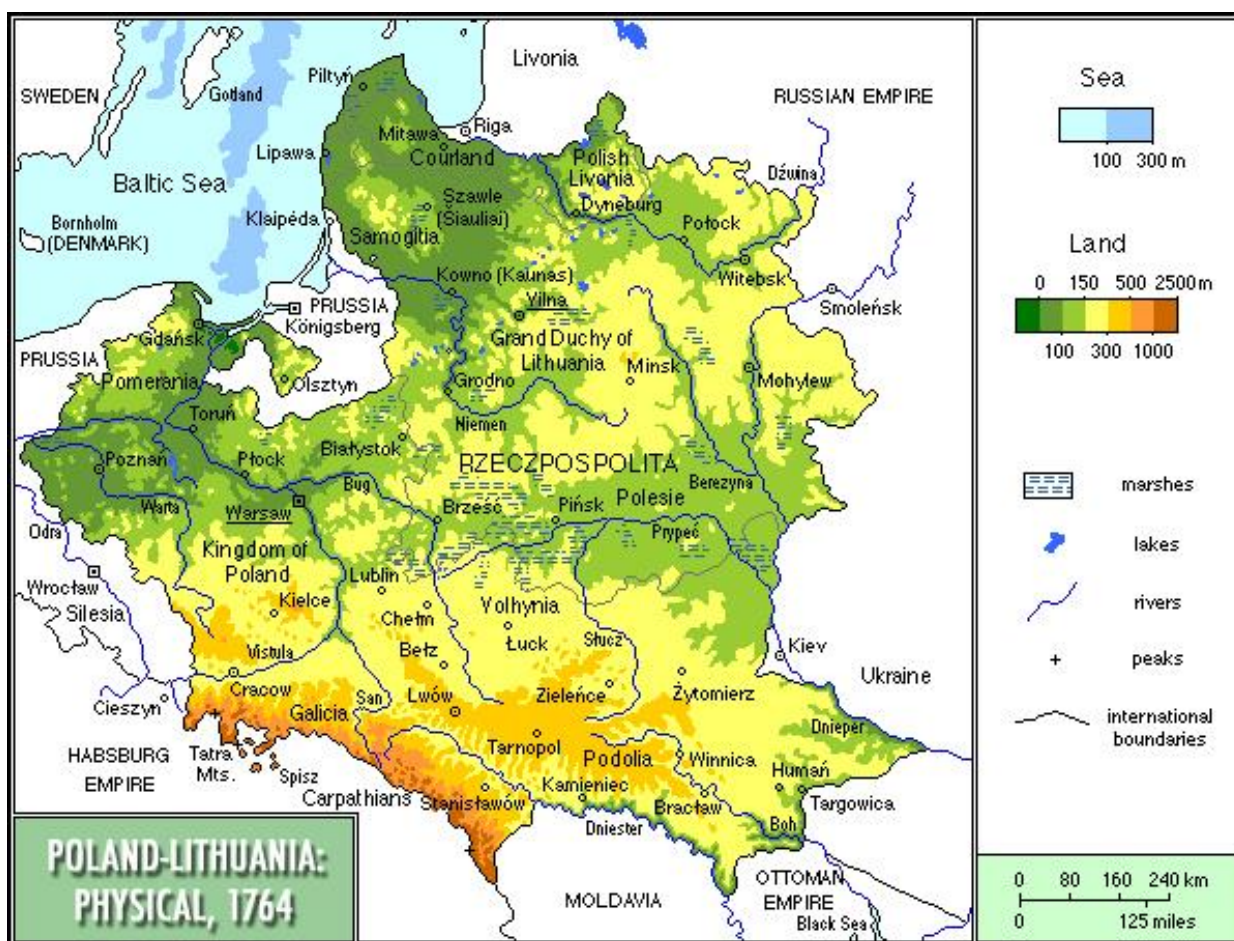 SWEDEN
Gotland
Piltyń
Livonia
RUSSIAN EMPIRE
Mitawa
Riga
Courland
Lipawa
Polish
Livonia
Dźwina
Baltic Sea
Szawle
(Šiauliai)
Dyneburg
Połock
Klaipéda
Bornholm
(DENMARK)
Samogitia
Witebsk
Kowno (Kaunas)
Smoleńsk
PRUSSIA
Königsberg
Vilna
Gdańsk
Grand Duchy of
Lithuania
PRUSSIA
Minsk
Mohylew
Pomerania
Olsztyn
Grodno
Toruń
Niemen
Białystok
Poznań
Płock
RZECZPOSPOLITA
Bug
Berezyna
Warta
Warsaw
Brześć
Pińsk
Polesie
Odra
Prypeć
Kingdom of
Poland
Wrocław
Lublin
Silesia
Kielce
Chełm
Volhynia
Łuck
Słucz
Vistula
Bełz
Kiev
Ukraine
Cracow
San
Lwów
Zieleńce
Żytomierz
Cieszyn
Galicia
Dnieper
Tarnopol
HABSBURG
EMPIRE
Tatra
Mts.
Podolia
Winnica
Spisz
Humań
Carpathians
Stanisławów
Kamieniec
Bracław
Targowica
Dniester
Boh
MOLDAVIA
OTTOMAN
EMPIRE
Black Sea
POLAND-LITHUANIA:
PHYSICAL, 1764
Sea
100 300 m
Land
0 150 500 2500 m
100 300 1000
marshes
lakes
rivers
peaks
international
boundaries
0 80 160 240 km
0 125 miles